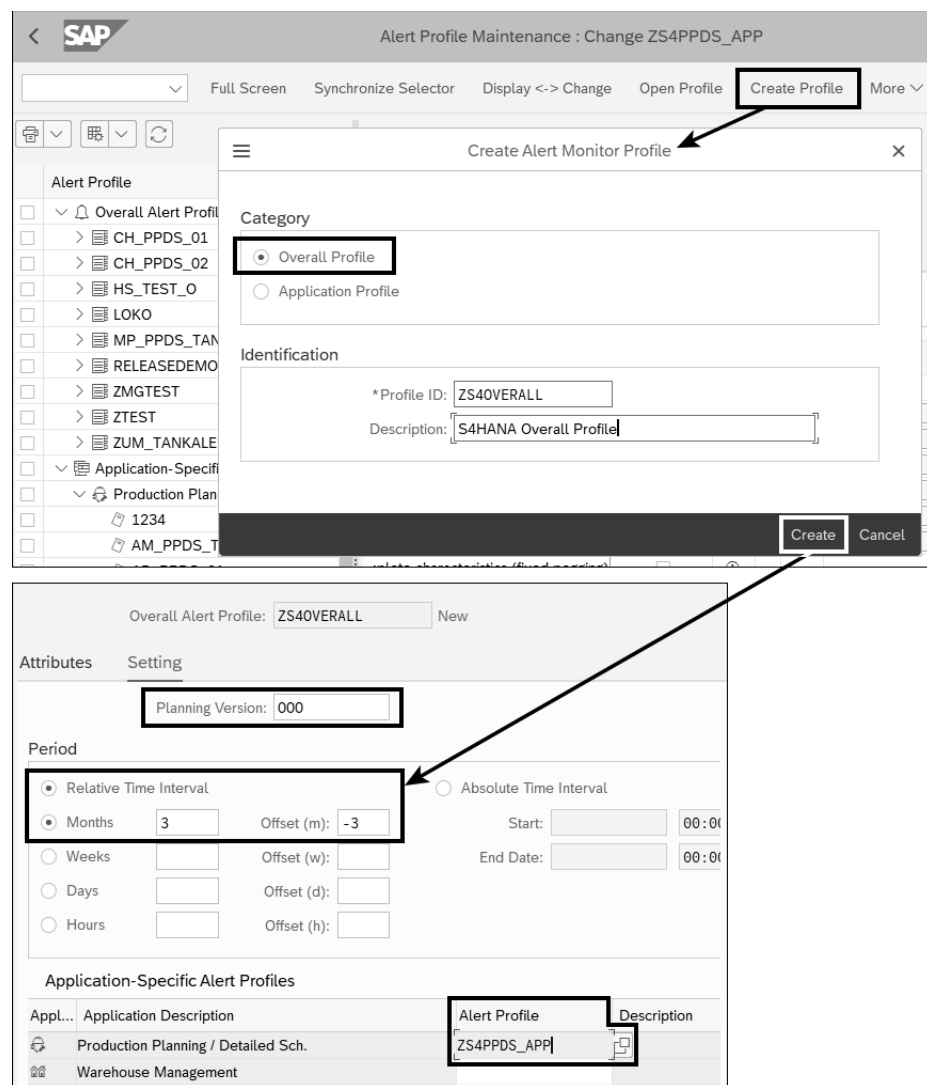 SAP
Alert Profile Maintenance : Change ZS4PPDS_APP
Full Screen Synchronize Selector Display <-> Change Open Profile Create Profile More
Create Alert Monitor Profile
Alert Profile
Overall Alert Profil
CH_PPDS_01
CH_PPDS_02
HS_TEST_O
LOKO
MP_PPDS_TAN
RELEASEDEMO
ZMGTEST
ZTEST
ZUM_TANKALE
Application-Specifi
Production Plan
1234
AM_PPDS_T
Category
Overall Profile
Application Profile
Identification
*Profile ID: ZS4OVERALL
Description: S4HANA Overall Profile
Create Cancel
Overall Alert Profile: ZS4OVERALL New
Attributes Setting
Planning Version: 000
Period
Relative Time Interval Absolute Time Interval
Months 3 Offset (m): -3 Start: 00:00
Weeks Offset (w): End Date: 00:00
Days Offset (d):
Hours Offset (h):
Application-Specific Alert Profiles
Appl... Application Description Alert Profile Description
Production Planning / Detailed Sch. ZS4PPDS_APP
Warehouse Management